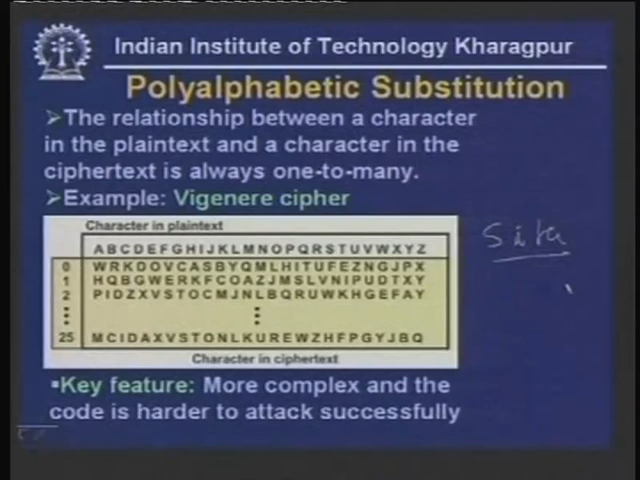 Indian Institute of Technology Kharagpur
Polyalphabetic Substitution
➢The relationship between a character
in the plaintext and a character in the
ciphertext is always one-to-many.
➢Example: Vigenere cipher
Character in plaintext
A B C D E F G H I J K L M N O P Q R S T U V W X Y Z
0 W R K D O V C A S B Y Q M L H I T U F E Z N G J P X
1 H Q B G W E R K F C O A Z J M S L V N I P U D T X Y
2 P I D Z X V S T O C M J N L B Q R U W K H G E F A Y
25 M C I D A X V S T O N L K U R E W Z H F P G Y J B Q
Character in ciphertext
Sita
▪Key feature: More complex and the
code is harder to attack successfully